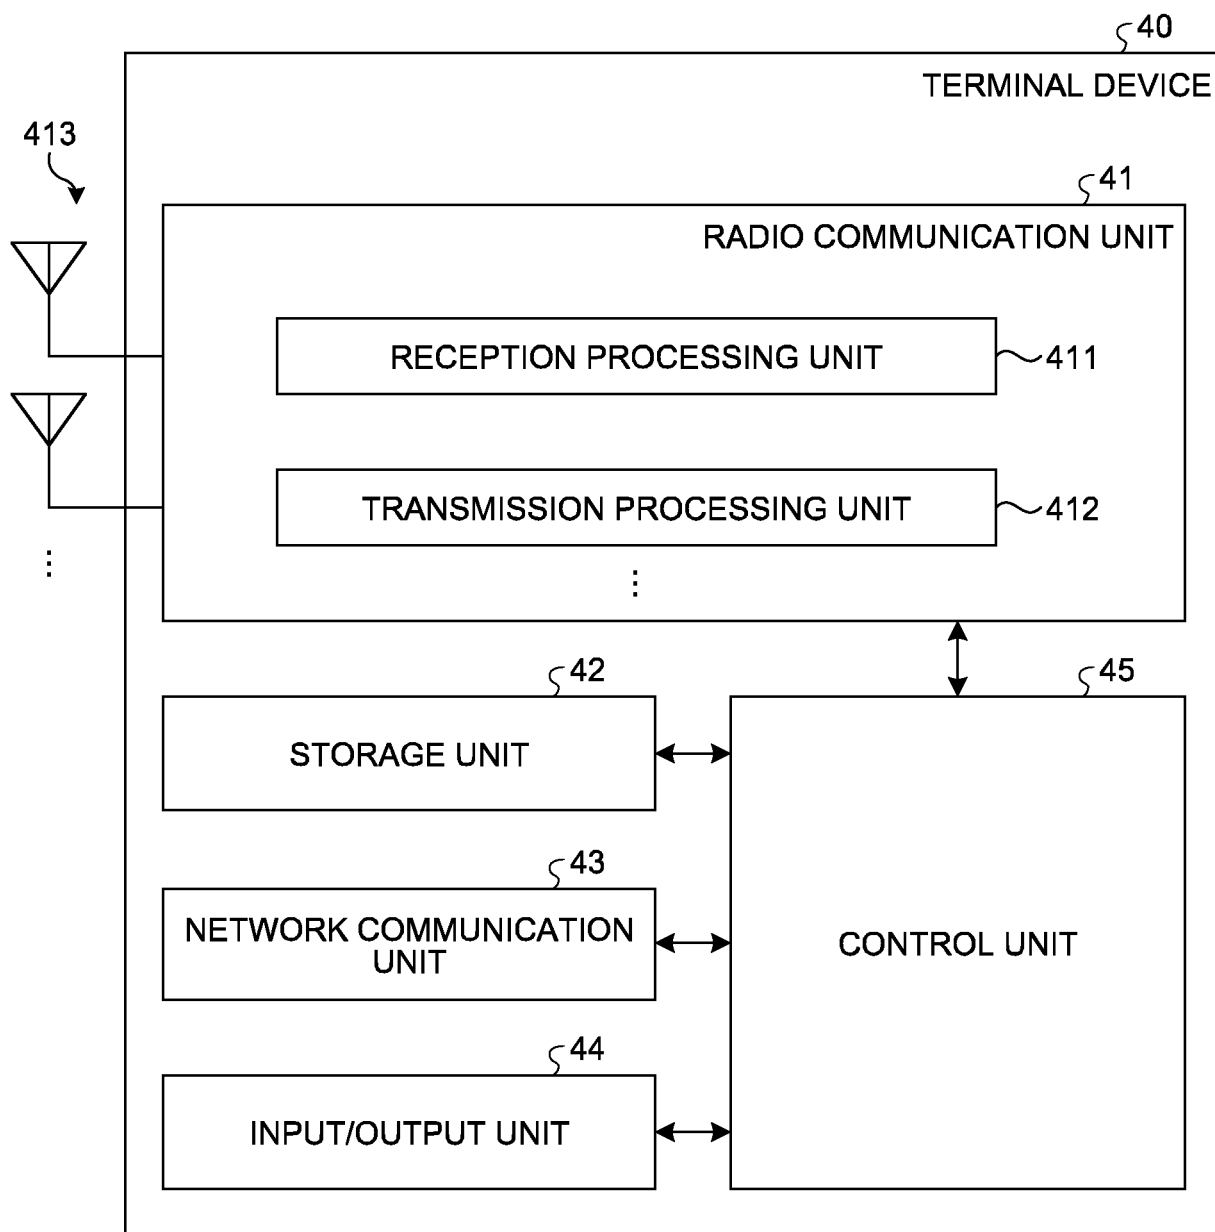 40
TERMINAL DEVICE
413
41
RADIO COMMUNICATION UNIT
RECEPTION PROCESSING UNIT
411
TRANSMISSION PROCESSING UNIT
412
42
STORAGE UNIT
45
CONTROL UNIT
43
NETWORK COMMUNICATION
UNIT
44
INPUT/OUTPUT UNIT